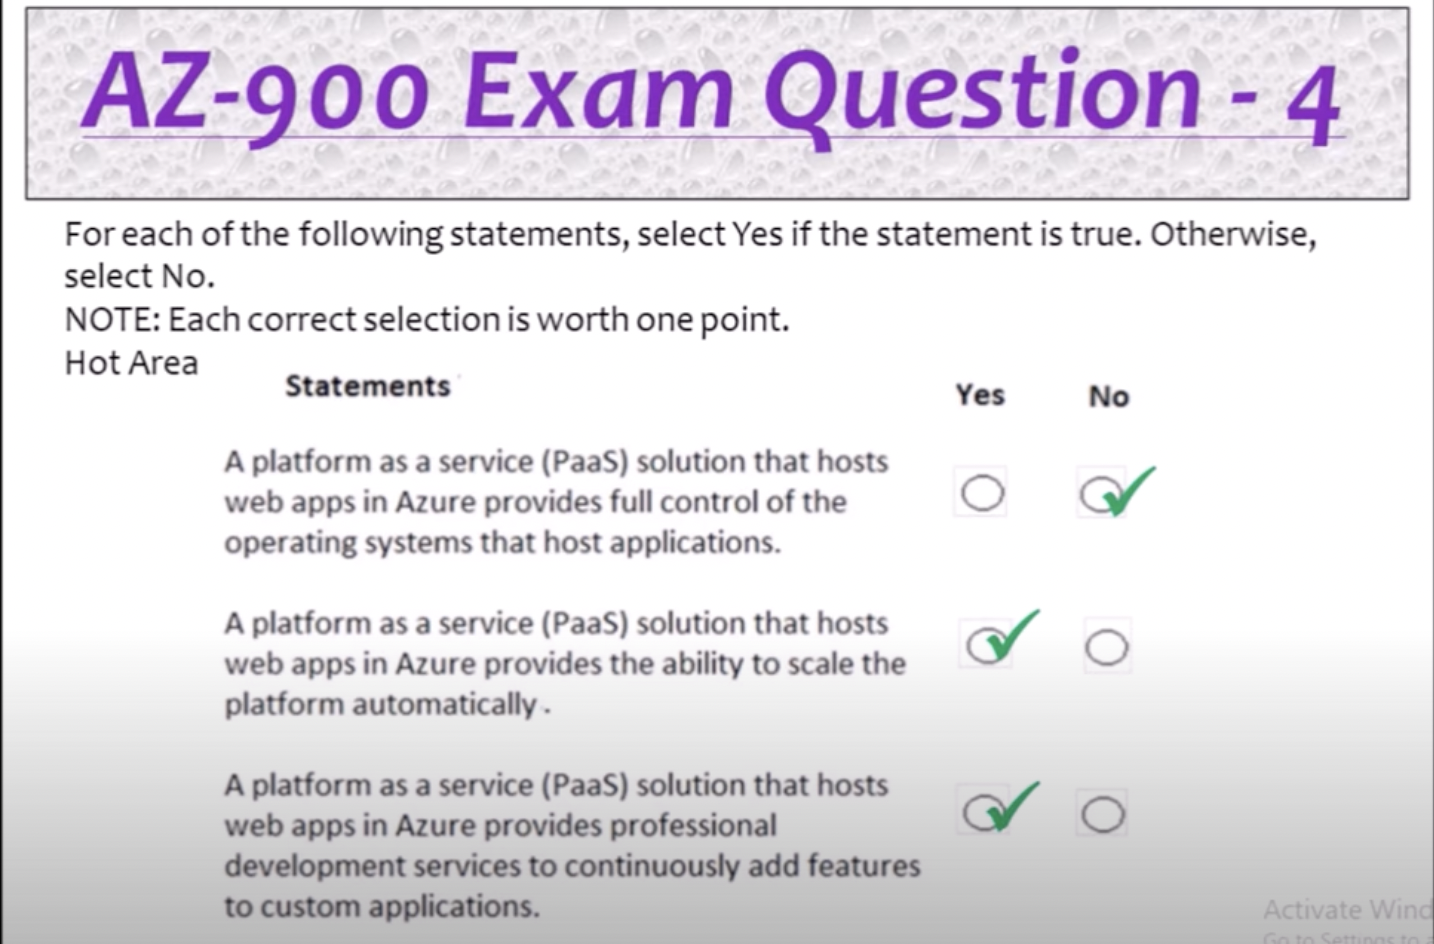 AZ-900 Exam Question - 4
For each of the following statements, select Yes if the statement is true. Otherwise,
select No.
NOTE: Each correct selection is worth one point.
Hot Area
Statements Yes No
A platform as a service (PaaS) solution that hosts
web apps in Azure provides full control of the
operating systems that host applications.
A platform as a service (PaaS) solution that hosts
web apps in Azure provides the ability to scale the
platform automatically.
A platform as a service (PaaS) solution that hosts
web apps in Azure provides professional
development services to continuously add features
to custom applications.
Activate Wind
Go to Settings to a